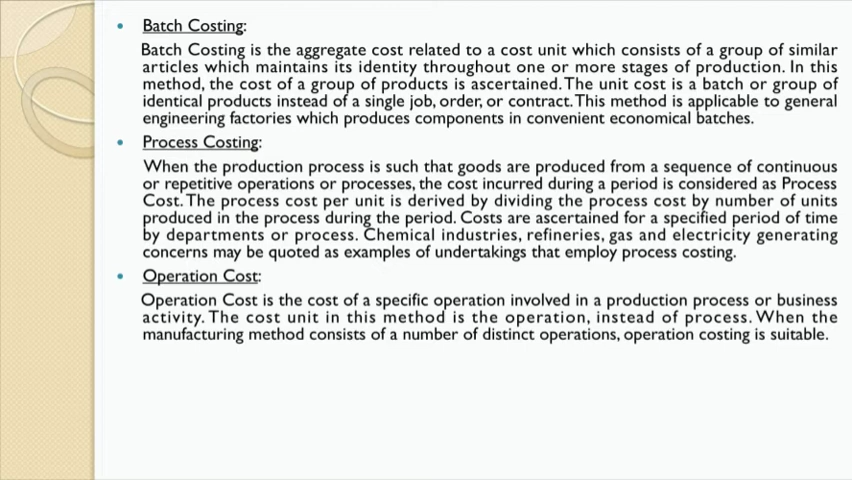 • Batch Costing:
Batch Costing is the aggregate cost related to a cost unit which consists of a group of similar
articles which maintains its identity throughout one or more stages of production. In this
method, the cost of a group of products is ascertained. The unit cost is a batch or group of
identical products instead of a single job, order, or contract. This method is applicable to general
engineering factories which produces components in convenient economical batches.
• Process Costing:
When the production process is such that goods are produced from a sequence of continuous
or repetitive operations or processes, the cost incurred during a period is considered as Process
Cost. The process cost per unit is derived by dividing the process cost by number of units
produced in the process during the period. Costs are ascertained for a specified period of time
by departments or process. Chemical industries, refineries, gas and electricity generating
concerns may be quoted as examples of undertakings that employ process costing.
• Operation Cost:
Operation Cost is the cost of a specific operation involved in a production process or business
activity. The cost unit in this method is the operation, instead of process. When the
manufacturing method consists of a number of distinct operations, operation costing is suitable.